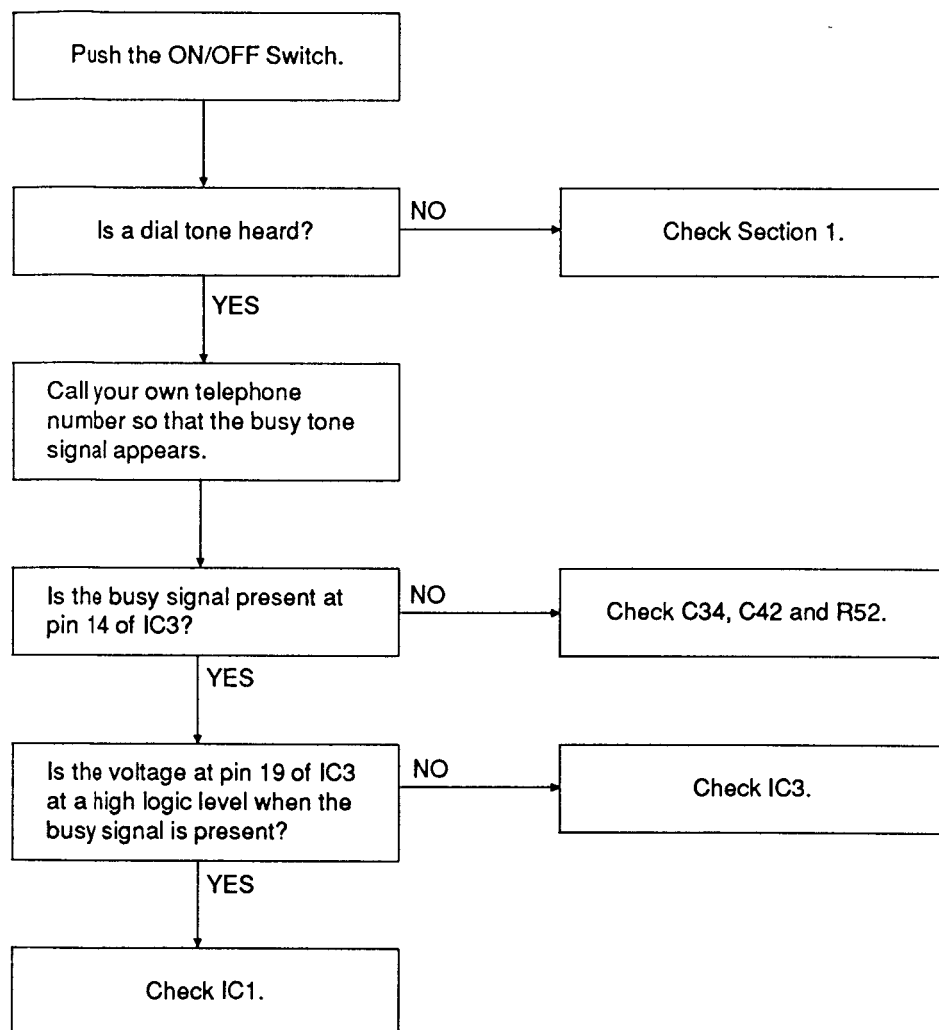 Push the ON/OFF Switch.
Is a dial tone heard?
NO
Check Section 1.
YES
Call your own telephone
number so that the busy tone
signal appears.
Is the busy signal present at
pin 14 of IC3?
NO
Check C34, C42 and R52.
YES
Is the voltage at pin 19 of IC3
at a high logic level when the
busy signal is present?
NO
Check IC3.
YES
Check IC1.